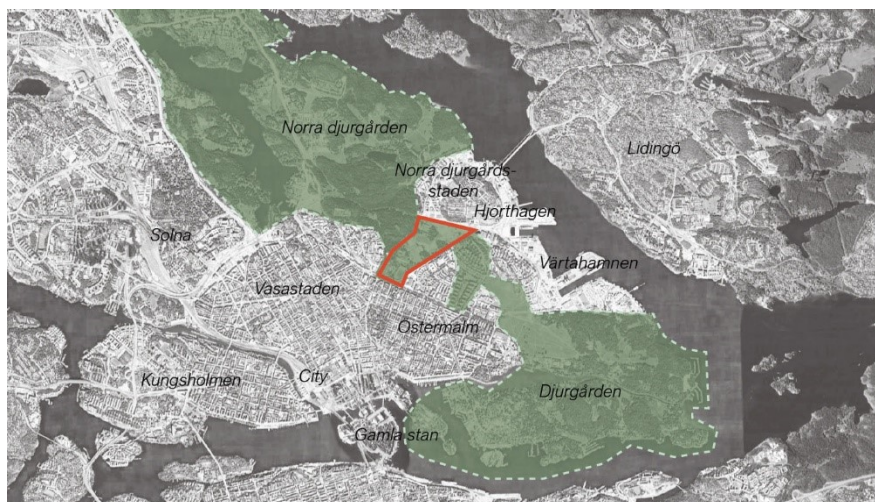 Norra djurgården
Norra djurgårds-
staden
Lidingö
Hjorthagen
Solna
Värtahamnen
Vasastaden
Östermalm
Kungsholmen
City
Djurgården
Gamla stan